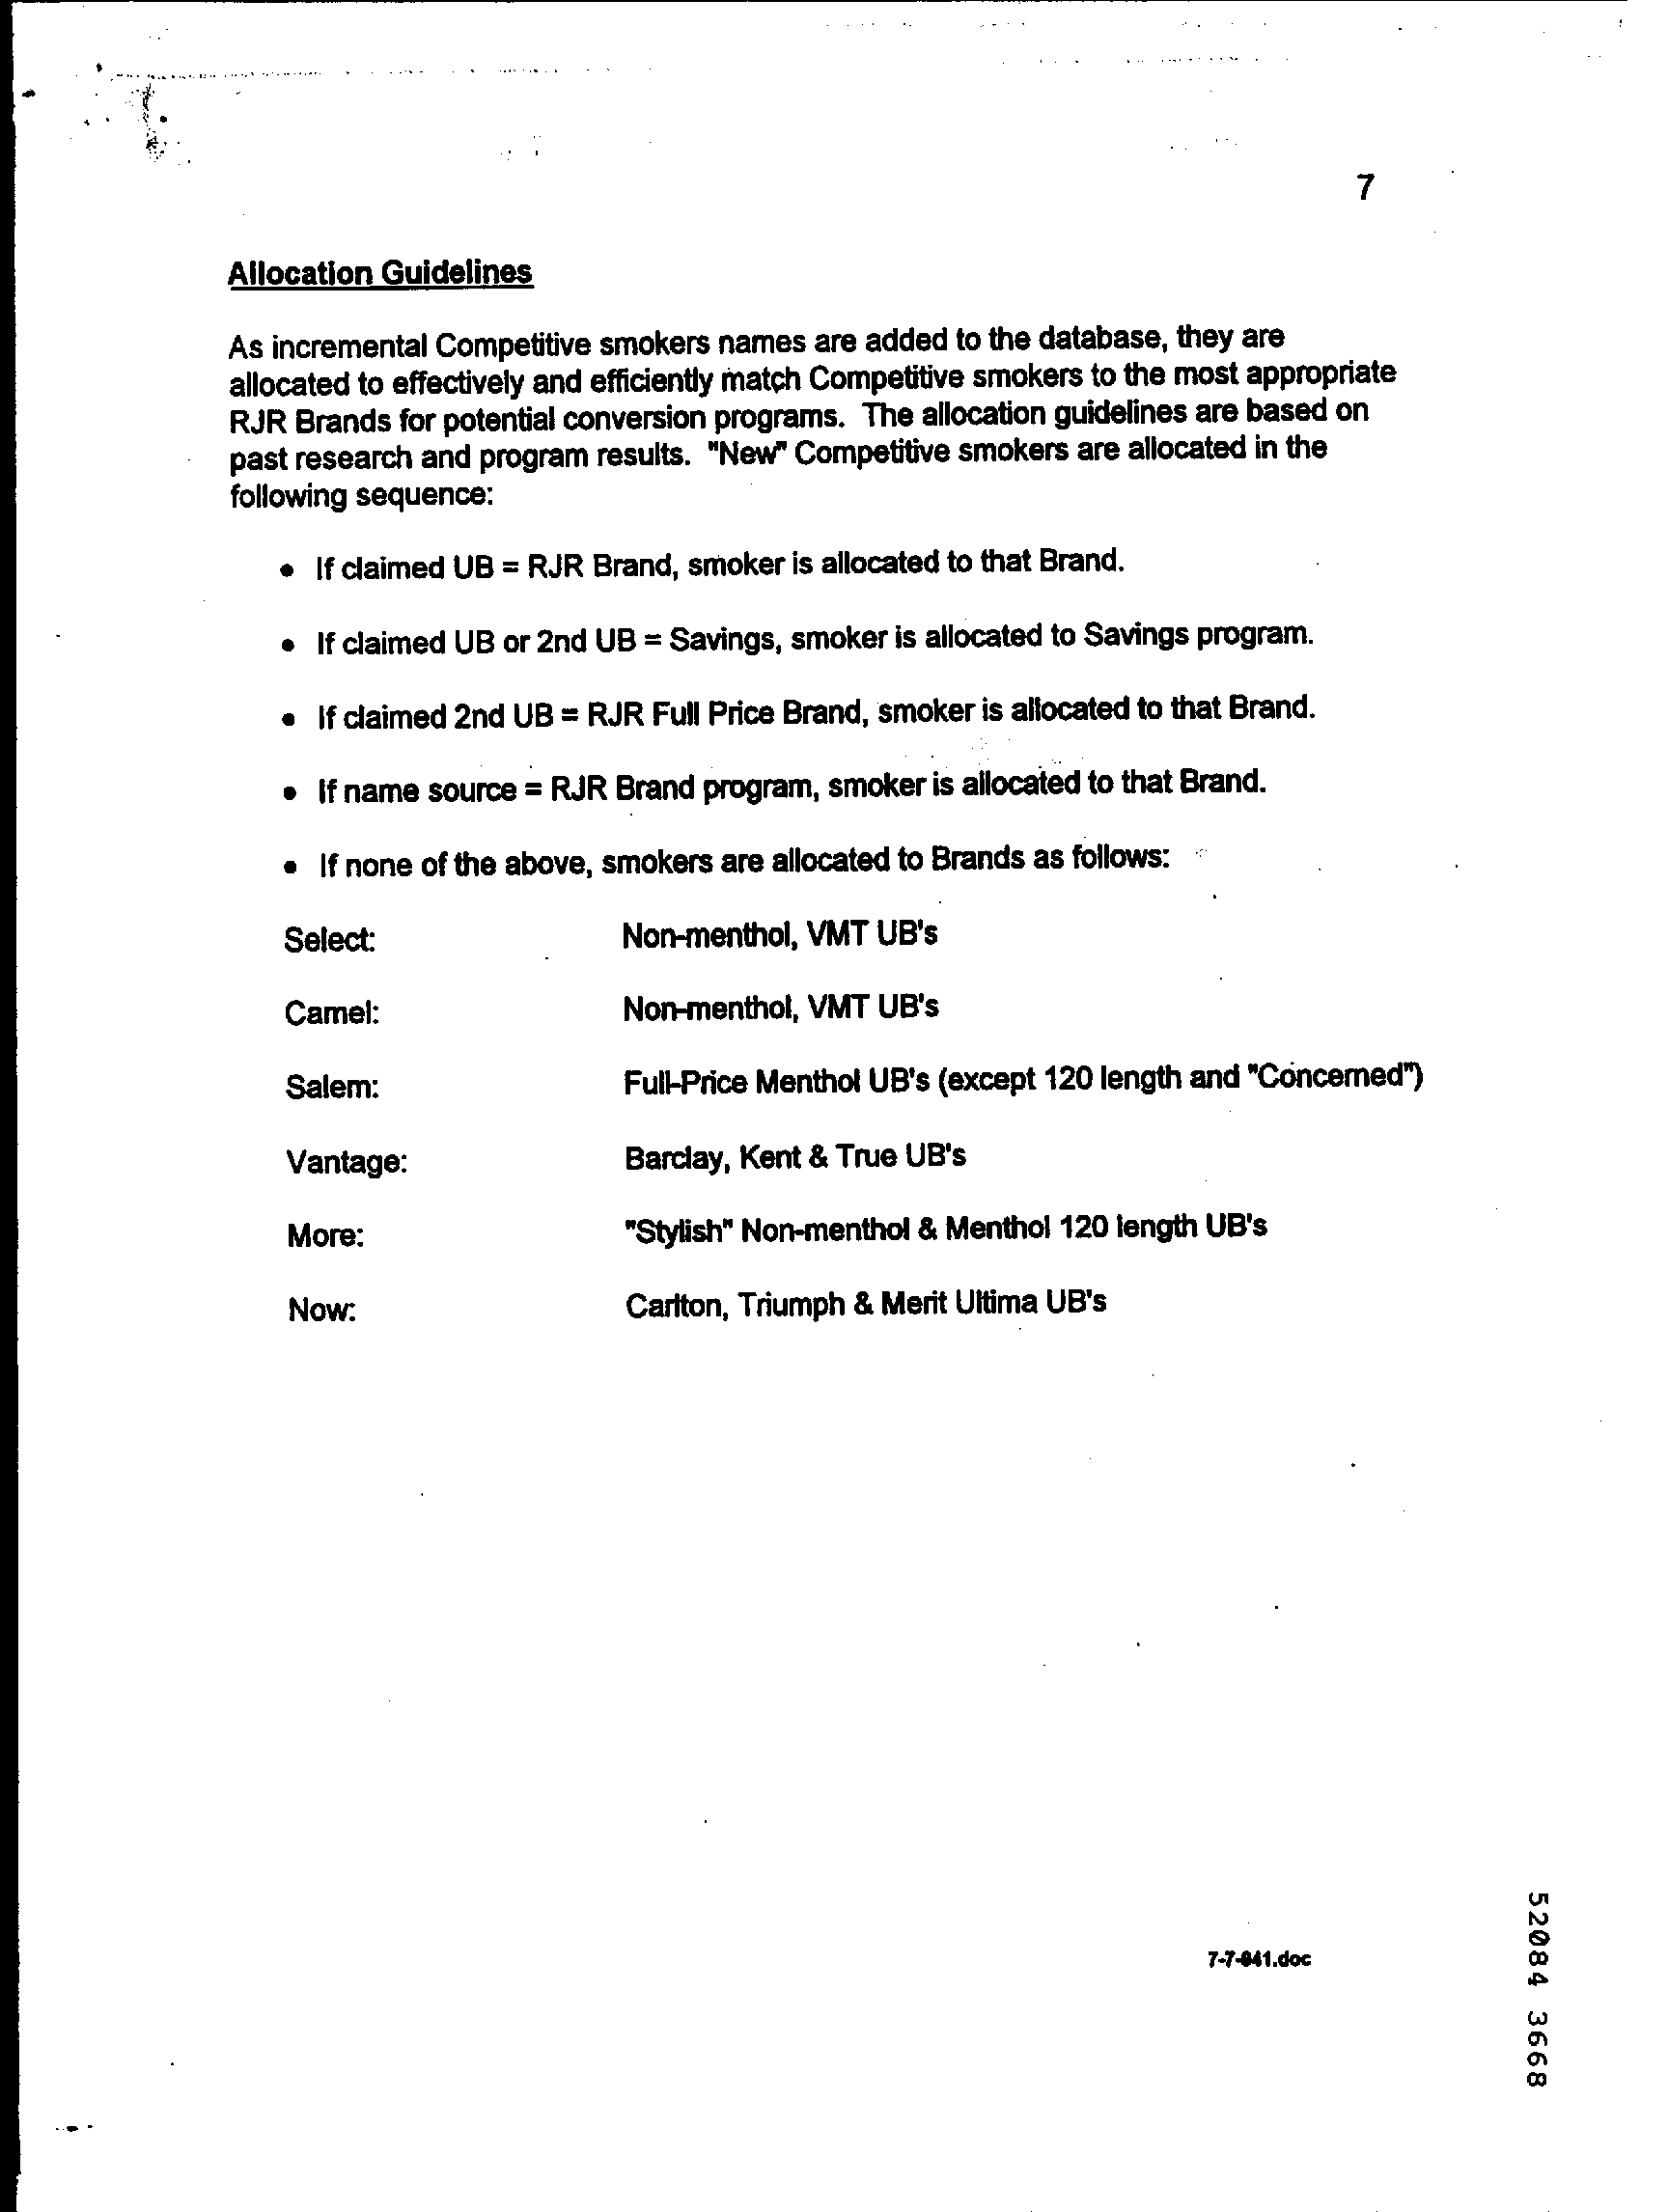 7
Allocation Guidelines
As incremental Competitive smokers names are added to the database, they are
allocated to effectively and efficiently match Competitive smokers to the most appropriate
RJR Brands for potential conversion programs. The allocation guidelines are based on
past research and program results. "New" Competitive smokers are allocated in the
following sequence:
• If claimed UB = RJR Brand, smoker is allocated to that Brand.
• If claimed UB or 2nd UB = Savings, smoker is allocated to Savings program.
• If claimed 2nd UB = RJR Full Price Brand, smoker is allocated to that Brand.
• If name source = RJR Brand program, smoker is allocated to that Brand.
• If none of the above, smokers are allocated to Brands as follows:
Select: Non-menthol, VMT UB's
Camel: Non-menthol, VMT UB's
Salem: Full-Price Menthol UB's (except 120 length and "Concerned")
Vantage: Barclay, Kent & True UB's
More: "Stylish" Non-menthol & Menthol 120 length UB's
Now: Carlton, Triumph & Merit Ultima UB's
7-7-941.doc
52084 3668